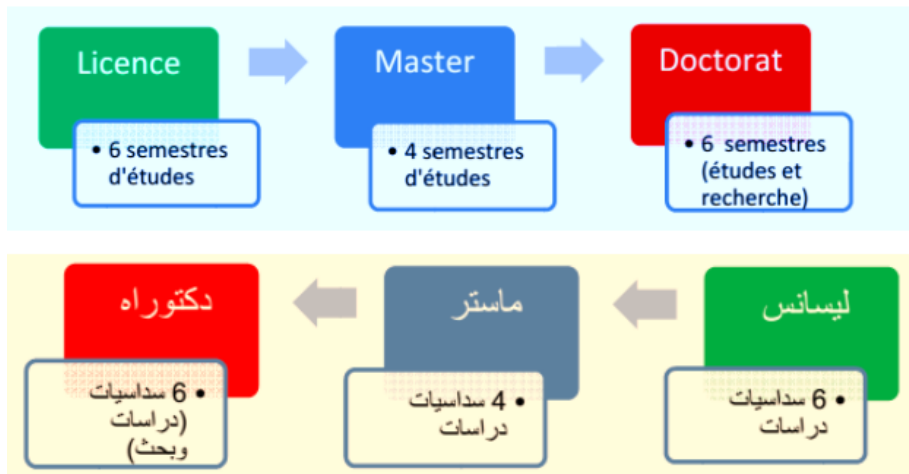 Licence
• 6 semestres
d'études
Master
• 4 semestres
d'études
Doctorat
• 6 semestres
(études et
recherche)
ليسانس
• 6 سداسيات
دراسات
ماستر
• 4 سداسيات
دراسات
دكتوراه
• 6 سداسيات
(دراسات
وبحث)